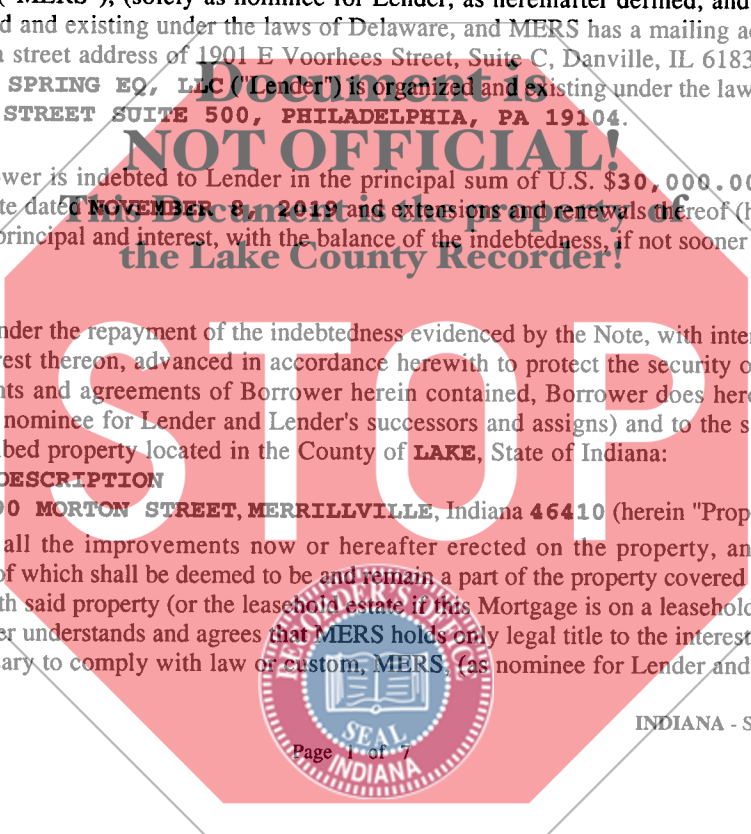 ("MERS"), (solely as nominee for Lender, as hereafter defined, and
d and existing under the laws of Delaware, and MERS has a mailing a
street address of 1901 E Voorhees Street, Suite C, Danville, IL 6183
SPRING EQ, LLC ("Lender") is organized and existing under the law
STREET SUITE 500, PHILADELPHIA, PA 19104.
Document is
NOT OFFICIAL!
This Document is the property of
the Lake County Recorder!
wer is indebted to Lender in the principal sum of U.S. $30,000.00
te dated NOVEMBER 8, 2019 and extensions and renewals thereof (h
principal and interest, with the balance of the indebtedness, if not sooner
STOP
nder the repayment of the indebtedness evidenced by the Note, with inter
rest thereon, advanced in accordance herewith to protect the security o
nts and agreements of Borrower herein contained, Borrower does here
nominee for Lender and Lender's successors and assigns) and to the s
bed property located in the County of LAKE, State of Indiana:
DESCRIPTION
0 MORTON STREET, MERRILLVILLE, Indiana 46410 (herein "Prop
all the improvements now or hereafter erected on the property, an
of which shall be deemed to be and remain a part of the property covered
th said property (or the leasehold estate if this Mortgage is on a leasehold
er understands and agrees that MERS holds only legal title to the interest
sary to comply with law or custom, MERS, (as nominee for Lender and
RECORDER'S OFFICE
SEAL
INDIANA
INDIANA - S
Page 1 of 7